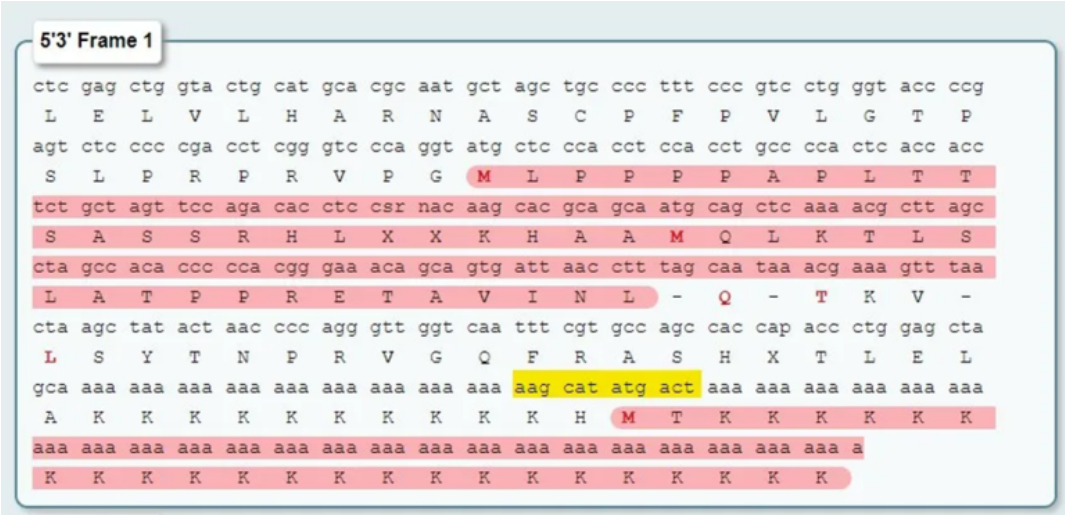 5'3' Frame 1
ctc gag ctg gta ctg cat gca cgc aat gct agc tgc ccc ttt ccc gtc ctg ggt acc ccg
L E L V L H A R N A S C P F P V L G T P
agt ctc ccc cga cct cgg gtc cca ggt atg ctc cca cct cca cct gcc cca ctc acc acc
S L P R P R V P G M L P P P P A P L T T
tct gct agt tcc aga cac ctc csr nac aag cac gca gca atg cag ctc aaa acg ctt agc
S A S S R H L X X K H A A M Q L K T L S
cta gcc aca ccc cca cgg gaa aca gca gtg att aac ctt tag caa taa acg aaa gtt taa
L A T P P R E T A V I N L - Q - T K V -
cta agc tat act aac ccc agg gtt ggt caa ttt cgt gcc agc cac cap acc ctg gag cta
L S Y T N P R V G Q F R A S H X T L E L
gca aaa aaa aaa aaa aaa aaa aaa aaa aaa aag cat atg act aaa aaa aaa aaa aaa aaa
A K K K K K K K K K K H M T K K K K K K
aaa aaa aaa aaa aaa aaa aaa aaa aaa aaa aaa aaa aaa aaa aaa aaa aaa a
K K K K K K K K K K K K K K K K K